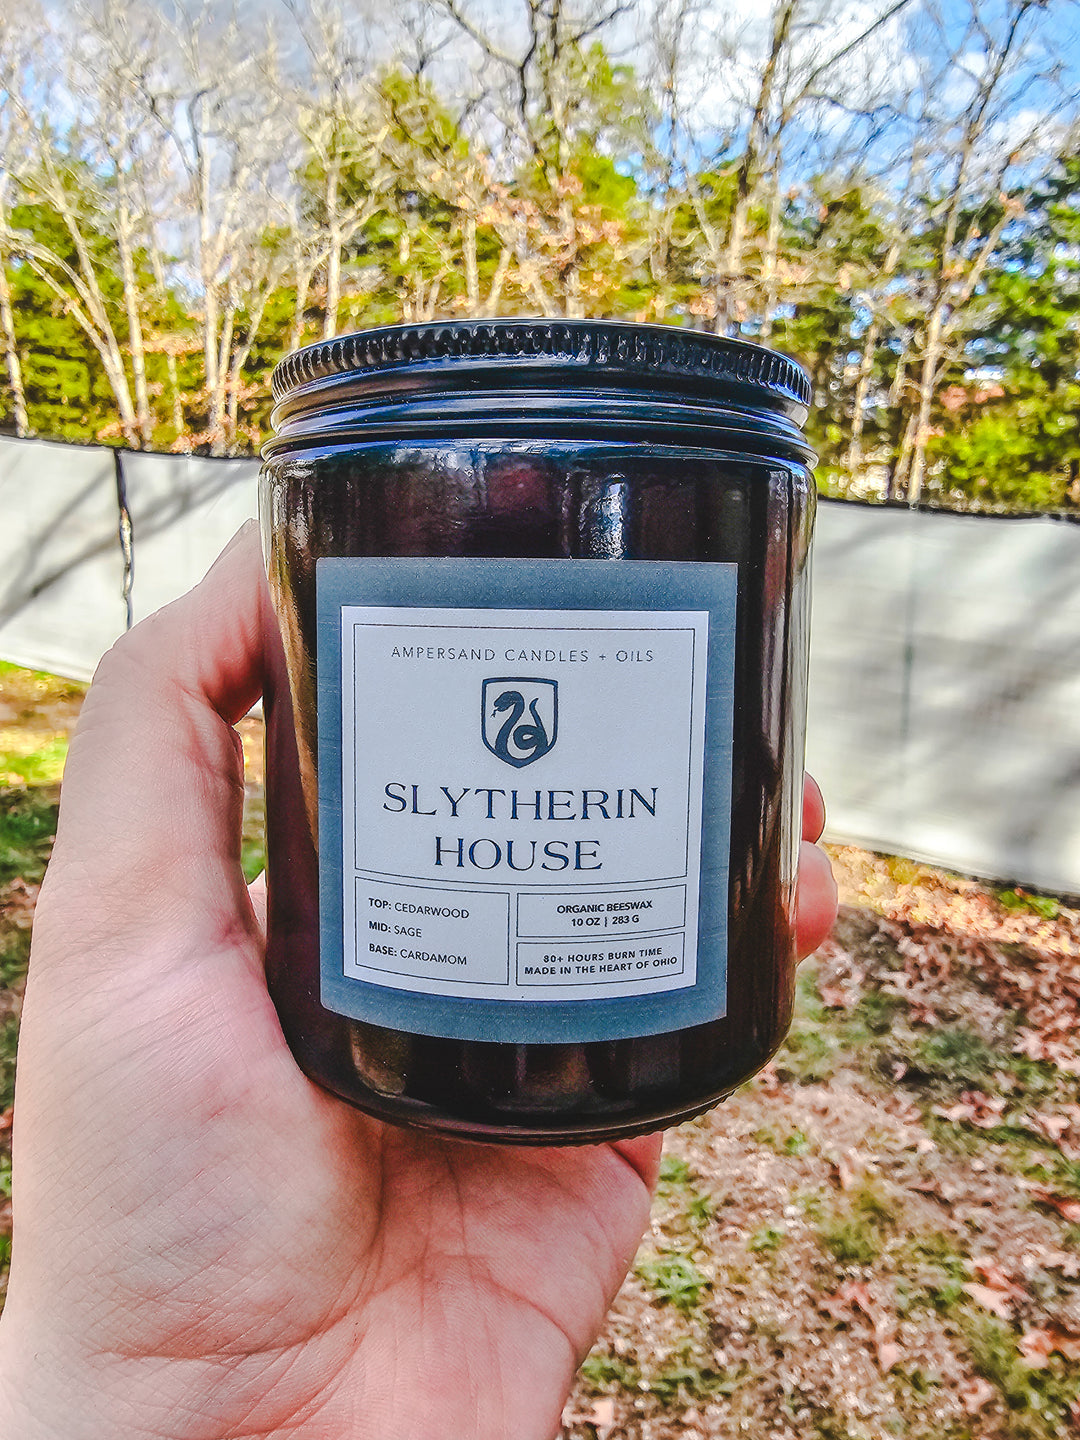 AMPERSAND CANDLES + OILS
SLYTHERIN
HOUSE
TOP: CEDARWOOD
MID: SAGE
BASE: CARDAMOM
ORGANIC BEESWAX
10 OZ | 283 G
80+ HOURS BURN TIME
MADE IN THE HEART OF OHIO